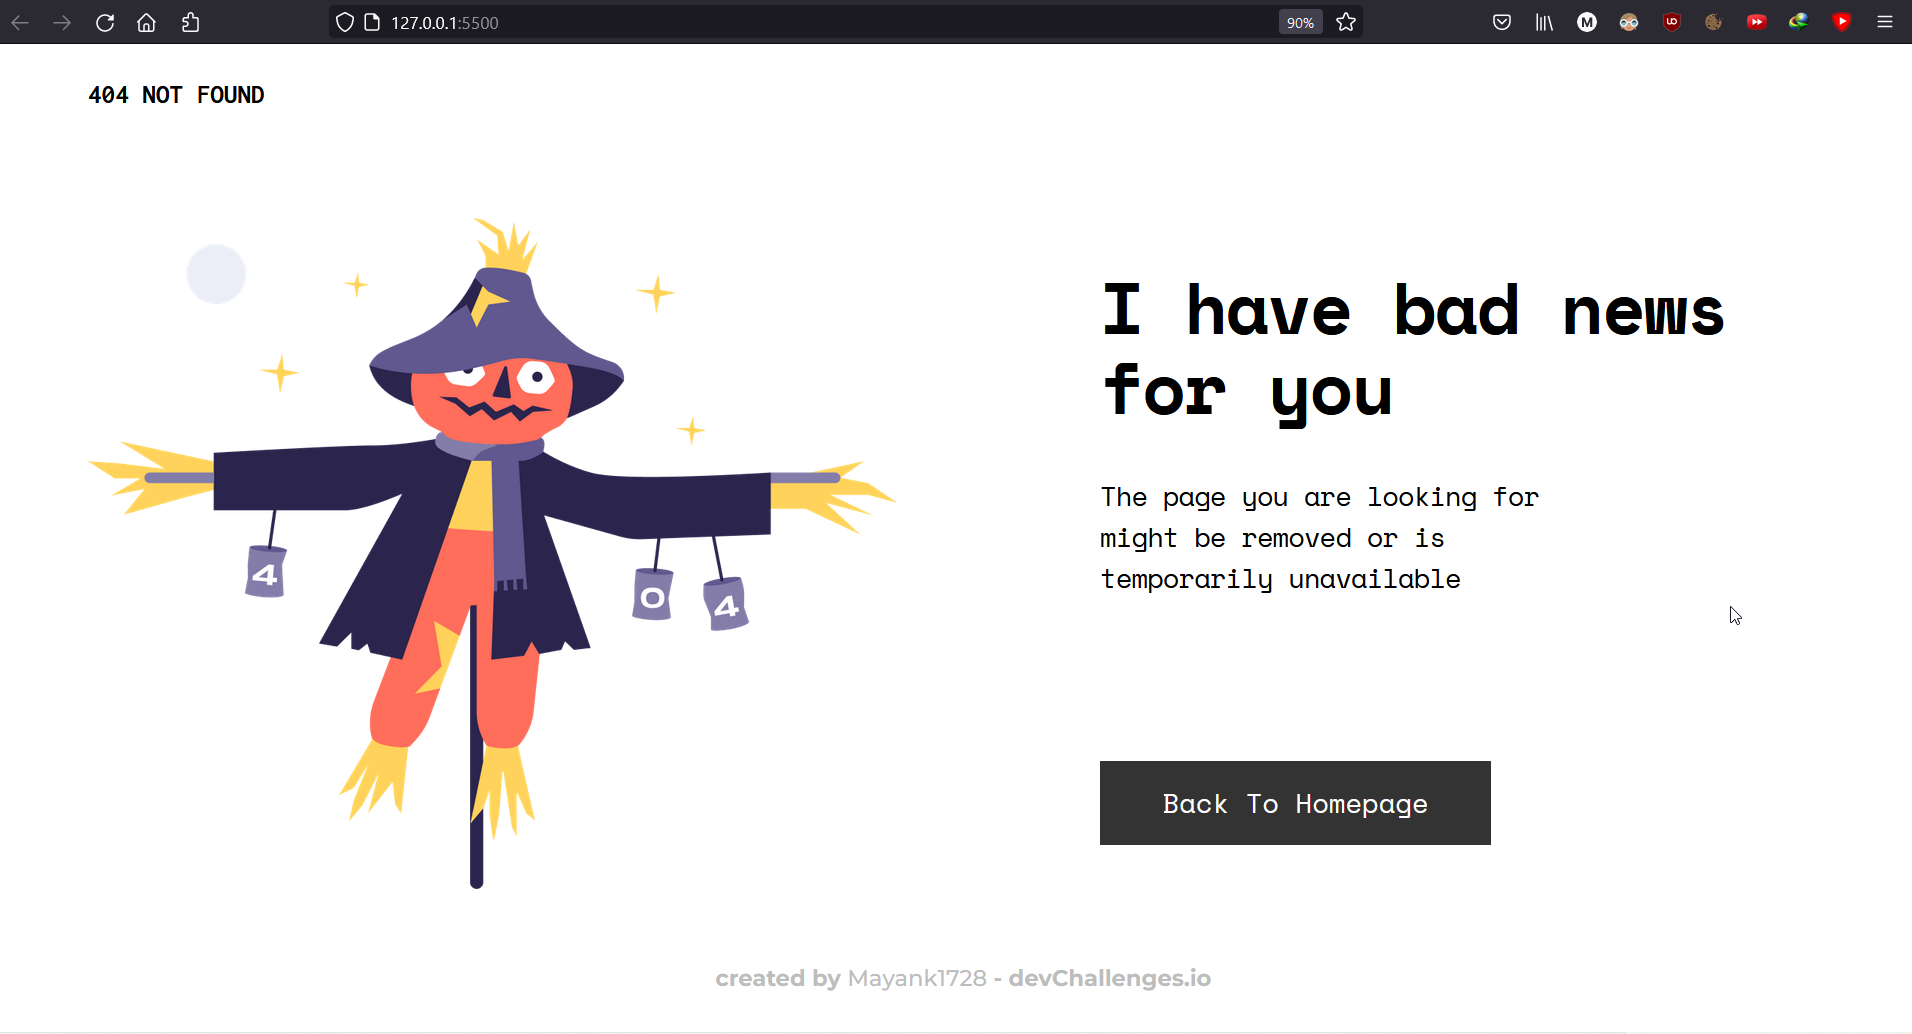 127.0.0.1:5500
90%
404 NOT FOUND
I have bad news
for you
The page you are looking for
might be removed or is
temporarily unavailable
4
0
4
Back To Homepage
created by Mayank1728 - devChallenges.io